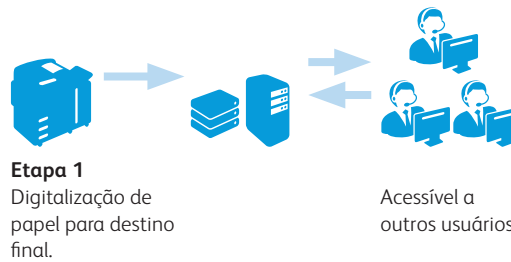 Etapa 1
Digitalização de
papel para destino
final.
Acessível a
outros usuários